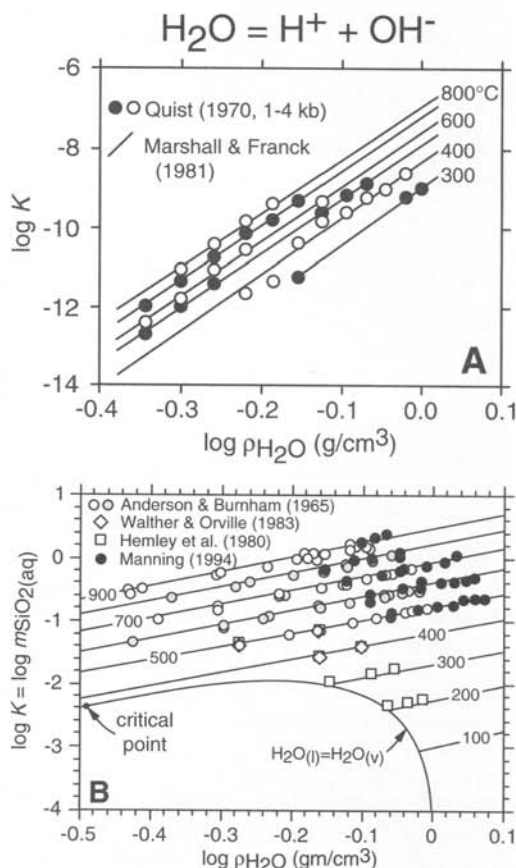 H₂O = H⁺ + OH⁻
-6
-8
-10
-12
-14
log K
●○ Quist (1970, 1-4 kb)
/ Marshall & Franck
(1981)
800°C
600
400
300
A
-0.4 -0.3 -0.2 -0.1 0.0 0.1
log ρH₂O (g/cm³)
1
0
-1
-2
-3
-4
log K = log mSiO₂(aq)
Anderson & Burnham (1965)
Walther & Orville (1983)
Hemley et al. (1980)
Manning (1994)
900
700
500
400
300
200
100
critical
point
H₂O(l)=H₂O(v)
B
-0.5 -0.4 -0.3 -0.2 -0.1 0 0.1
log ρH₂O (gm/cm³)